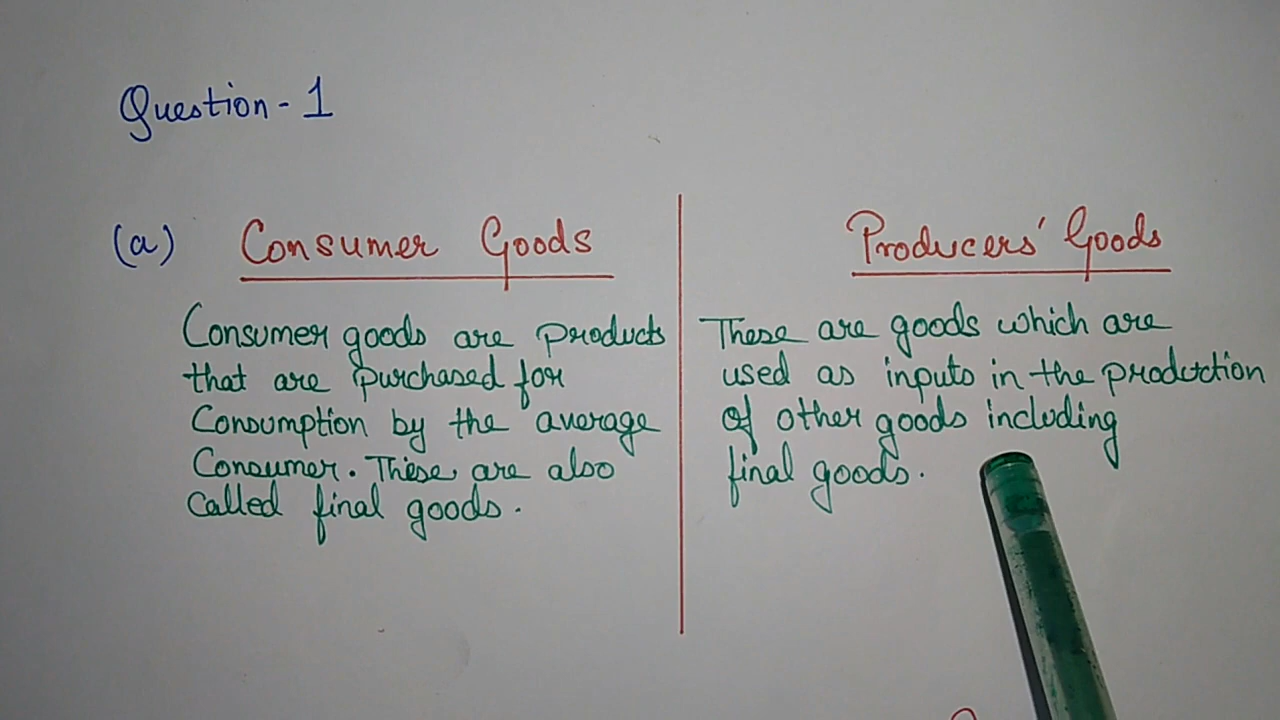 Question - 1
(a) Consumer Goods
Consumer goods are products
that are purchased for
Consumption by the average
Consumer. These are also
Called final goods.
Producers' Goods
These are goods which are
used as inputs in the production
of other goods including
final goods.